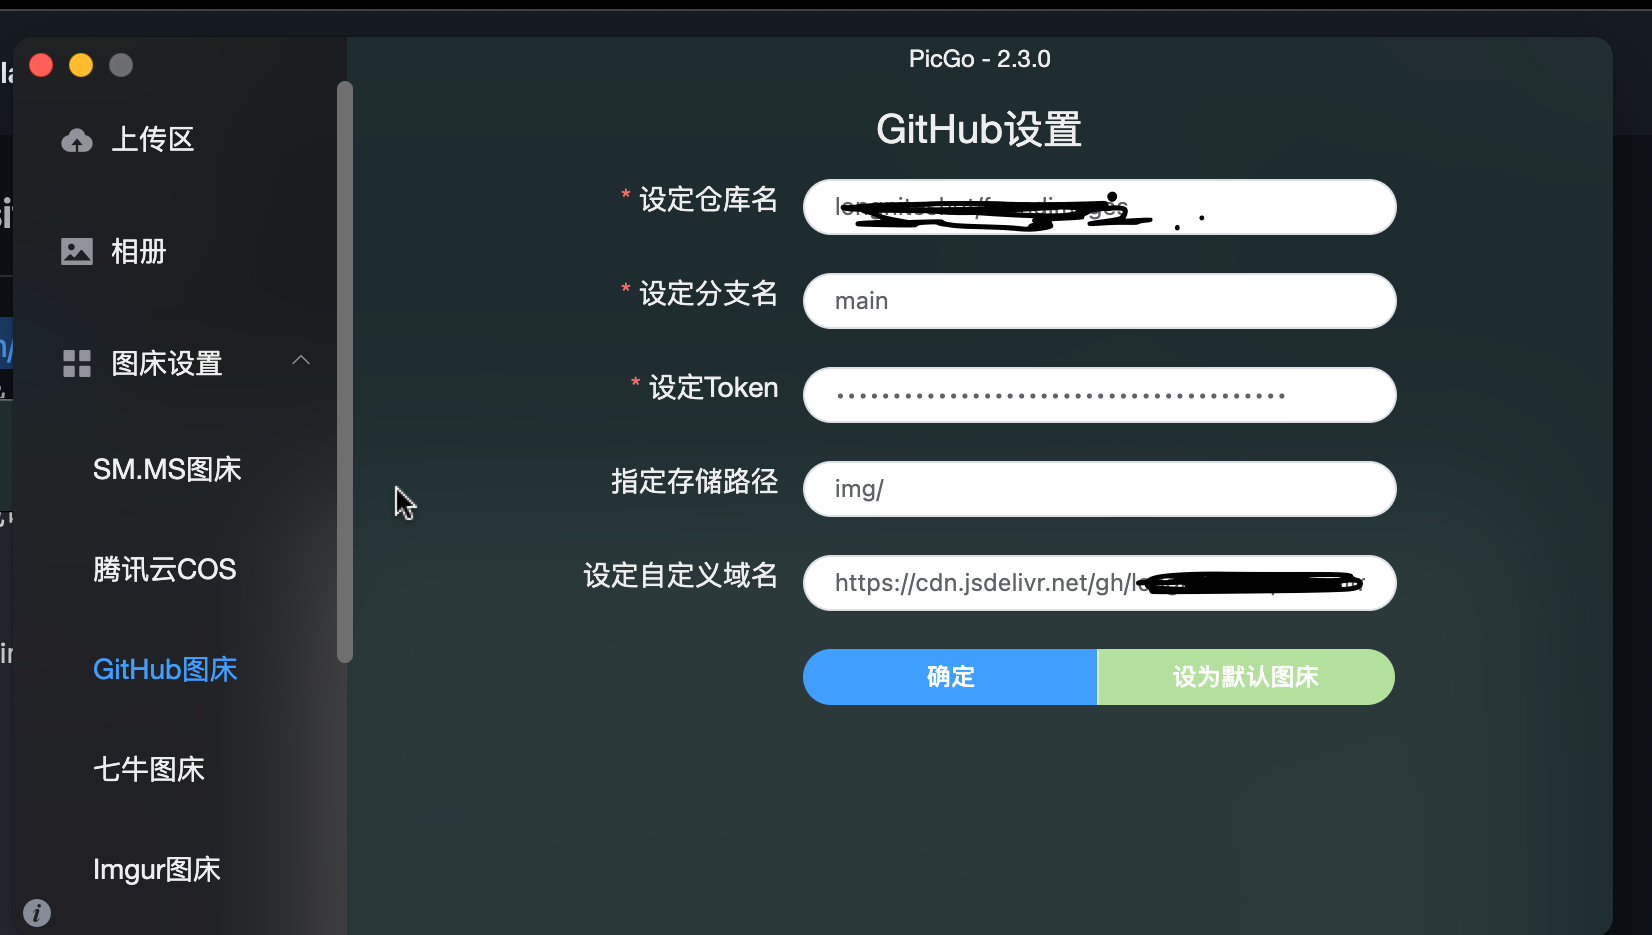 PicGo - 2.3.0
上传区
相册
图床设置
SM.MS图床
腾讯云COS
GitHub图床
七牛图床
Imgur图床
GitHub设置
* 设定仓库名
* 设定分支名
main
* 设定Token
••••••••••••••••••••••••••••••••••••••••
指定存储路径
img/
设定自定义域名
https://cdn.jsdelivr.net/gh/
确定
设为默认图床